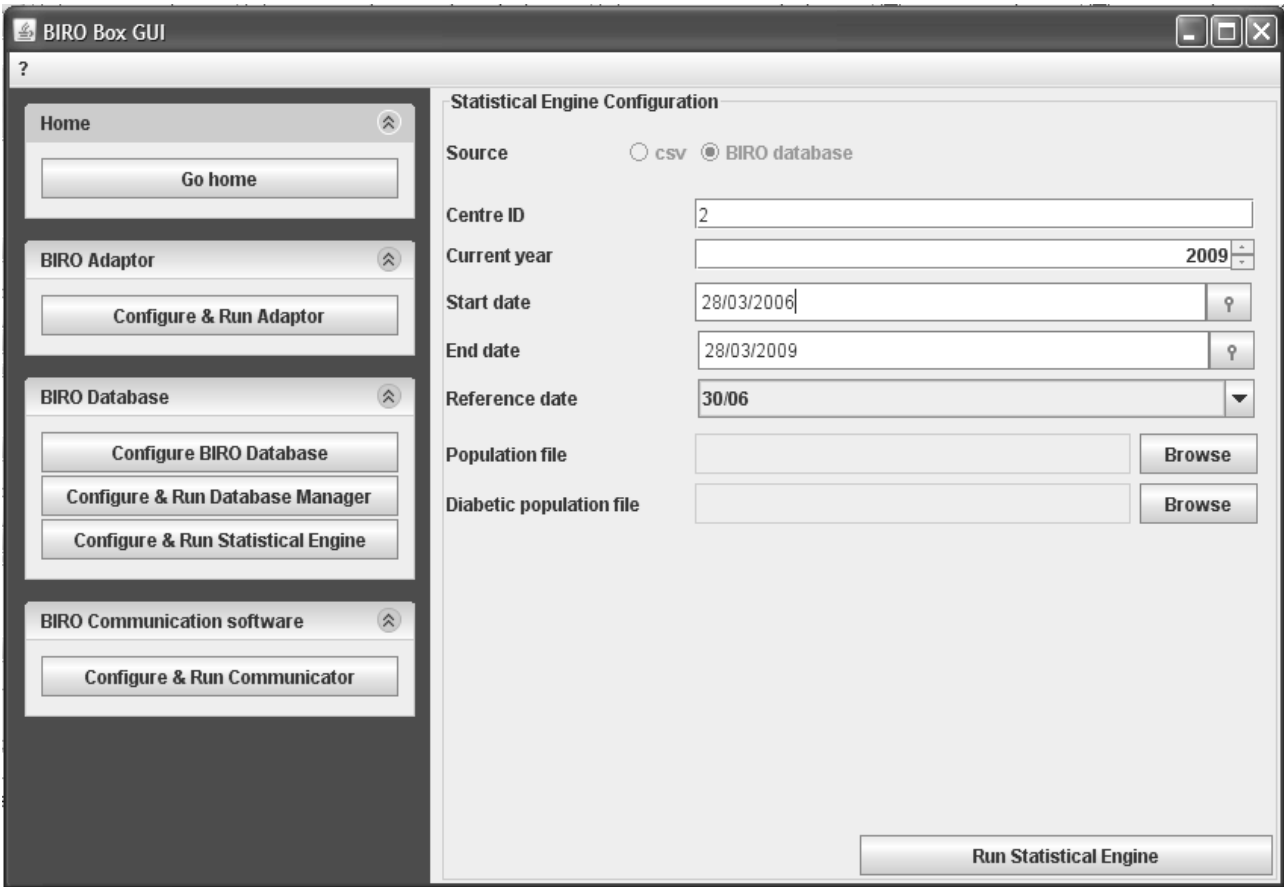 BIRO Box GUI
?
Home
Go home
BIRO Adaptor
Configure & Run Adaptor
BIRO Database
Configure BIRO Database
Configure & Run Database Manager
Configure & Run Statistical Engine
BIRO Communication software
Configure & Run Communicator
Statistical Engine Configuration
Source csv BIRO database
Centre ID 2
Current year 2009
Start date 28/03/2006
End date 28/03/2009
Reference date 30/06
Population file Browse
Diabetic population file Browse
Run Statistical Engine